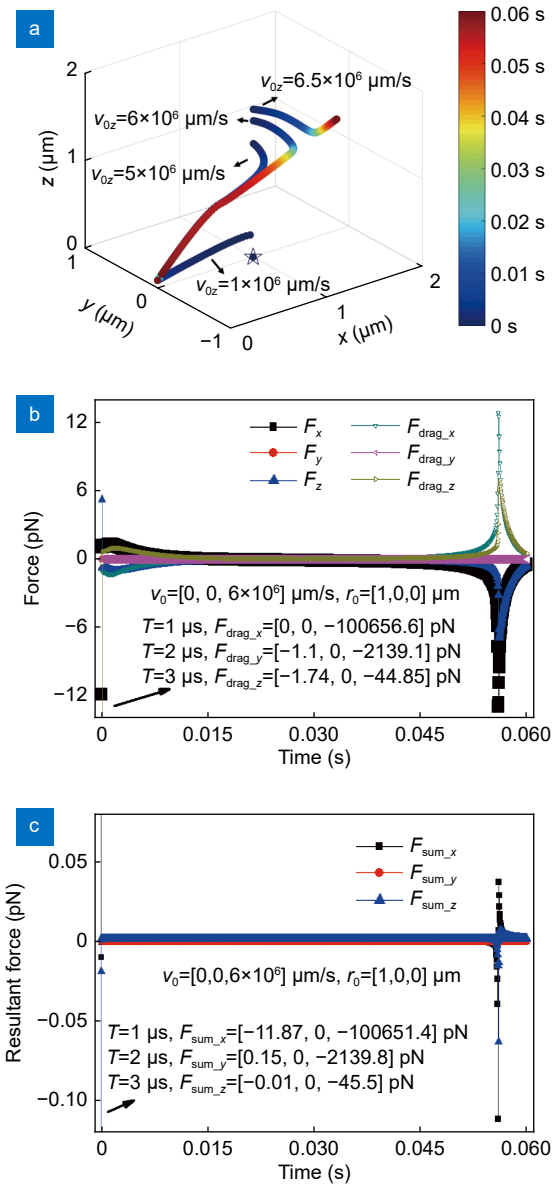 a
2
1
0
z (μm)
1
0
−1
y (μm)
0
1
2
x (μm)
v0z=6.5×10⁶ μm/s
v0z=6×10⁶ μm/s
v0z=5×10⁶ μm/s
v0z=1×10⁶ μm/s
0.06 s
0.05 s
0.04 s
0.03 s
0.02 s
0.01 s
0 s
b
12
6
0
−6
−12
Force (pN)
Fx Fdrag_x
Fy Fdrag_y
Fz Fdrag_z
v0=[0, 0, 6×10⁶] μm/s, r0=[1,0,0] μm
T=1 μs, Fdrag_x=[0, 0, −100656.6] pN
T=2 μs, Fdrag_y=[-1.1, 0, −2139.1] pN
T=3 μs, Fdrag_z=[−1.74, 0, −44.85] pN
0 0.015 0.030 0.045 0.060
Time (s)
c
0.05
0
−0.05
−0.10
Resultant force (pN)
Fsum_x
Fsum_y
Fsum_z
v0=[0,0,6×10⁶] μm/s, r0=[1,0,0] μm
T=1 μs, Fsum_x=[-11.87, 0, −100651.4] pN
T=2 μs, Fsum_y=[0.15, 0, −2139.8] pN
T=3 μs, Fsum_z=[−0.01, 0, −45.5] pN
0 0.015 0.030 0.045 0.060
Time (s)